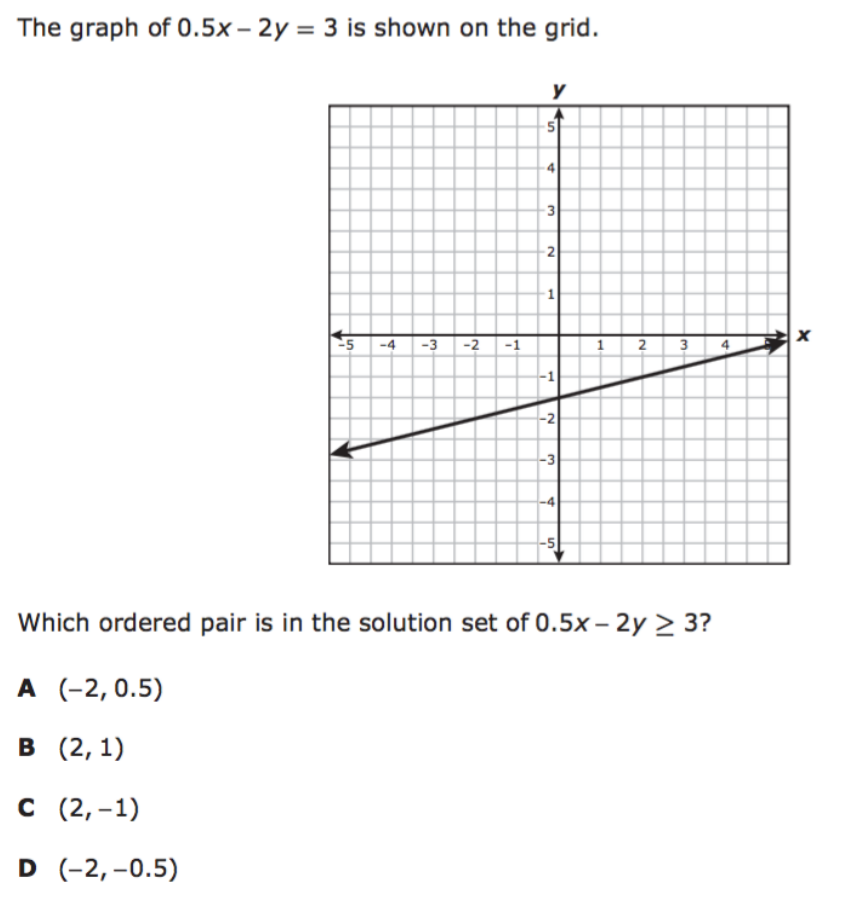 The graph of 0.5x – 2y = 3 is shown on the grid.
y
5
4
3
2
1
-5 -4 -3 -2 -1 1 2 3 4 x
-1
-2
-3
-4
-5
Which ordered pair is in the solution set of 0.5x – 2y ≥ 3?
A (–2, 0.5)
B (2, 1)
C (2, –1)
D (–2, –0.5)